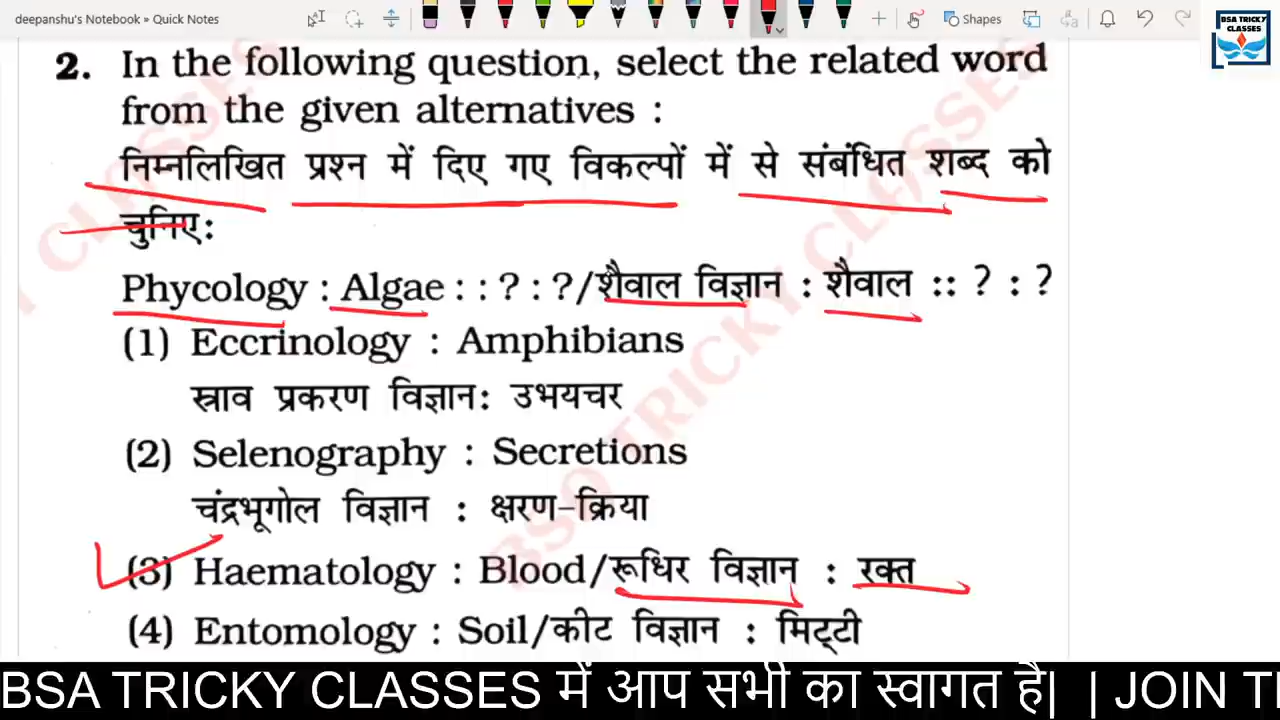 deepanshu's Notebook » Quick Notes
Shapes
BSA TRICKY
CLASSES
2. In the following question, select the related word
from the given alternatives :
निम्नलिखित प्रश्न में दिए गए विकल्पों में से संबंधित शब्द को
चुनिए:
Phycology : Algae : : ? : ?/शैवाल विज्ञान : शैवाल :: ? : ?
(1) Eccrinology : Amphibians
स्राव प्रकरण विज्ञान: उभयचर
(2) Selenography : Secretions
चंद्रभूगोल विज्ञान : क्षरण-क्रिया
(3) Haematology : Blood/रूधिर विज्ञान : रक्त
(4) Entomology : Soil/कीट विज्ञान : मिट्टी
BSA TRICKY CLASSES में आप सभी का स्वागत है| | JOIN